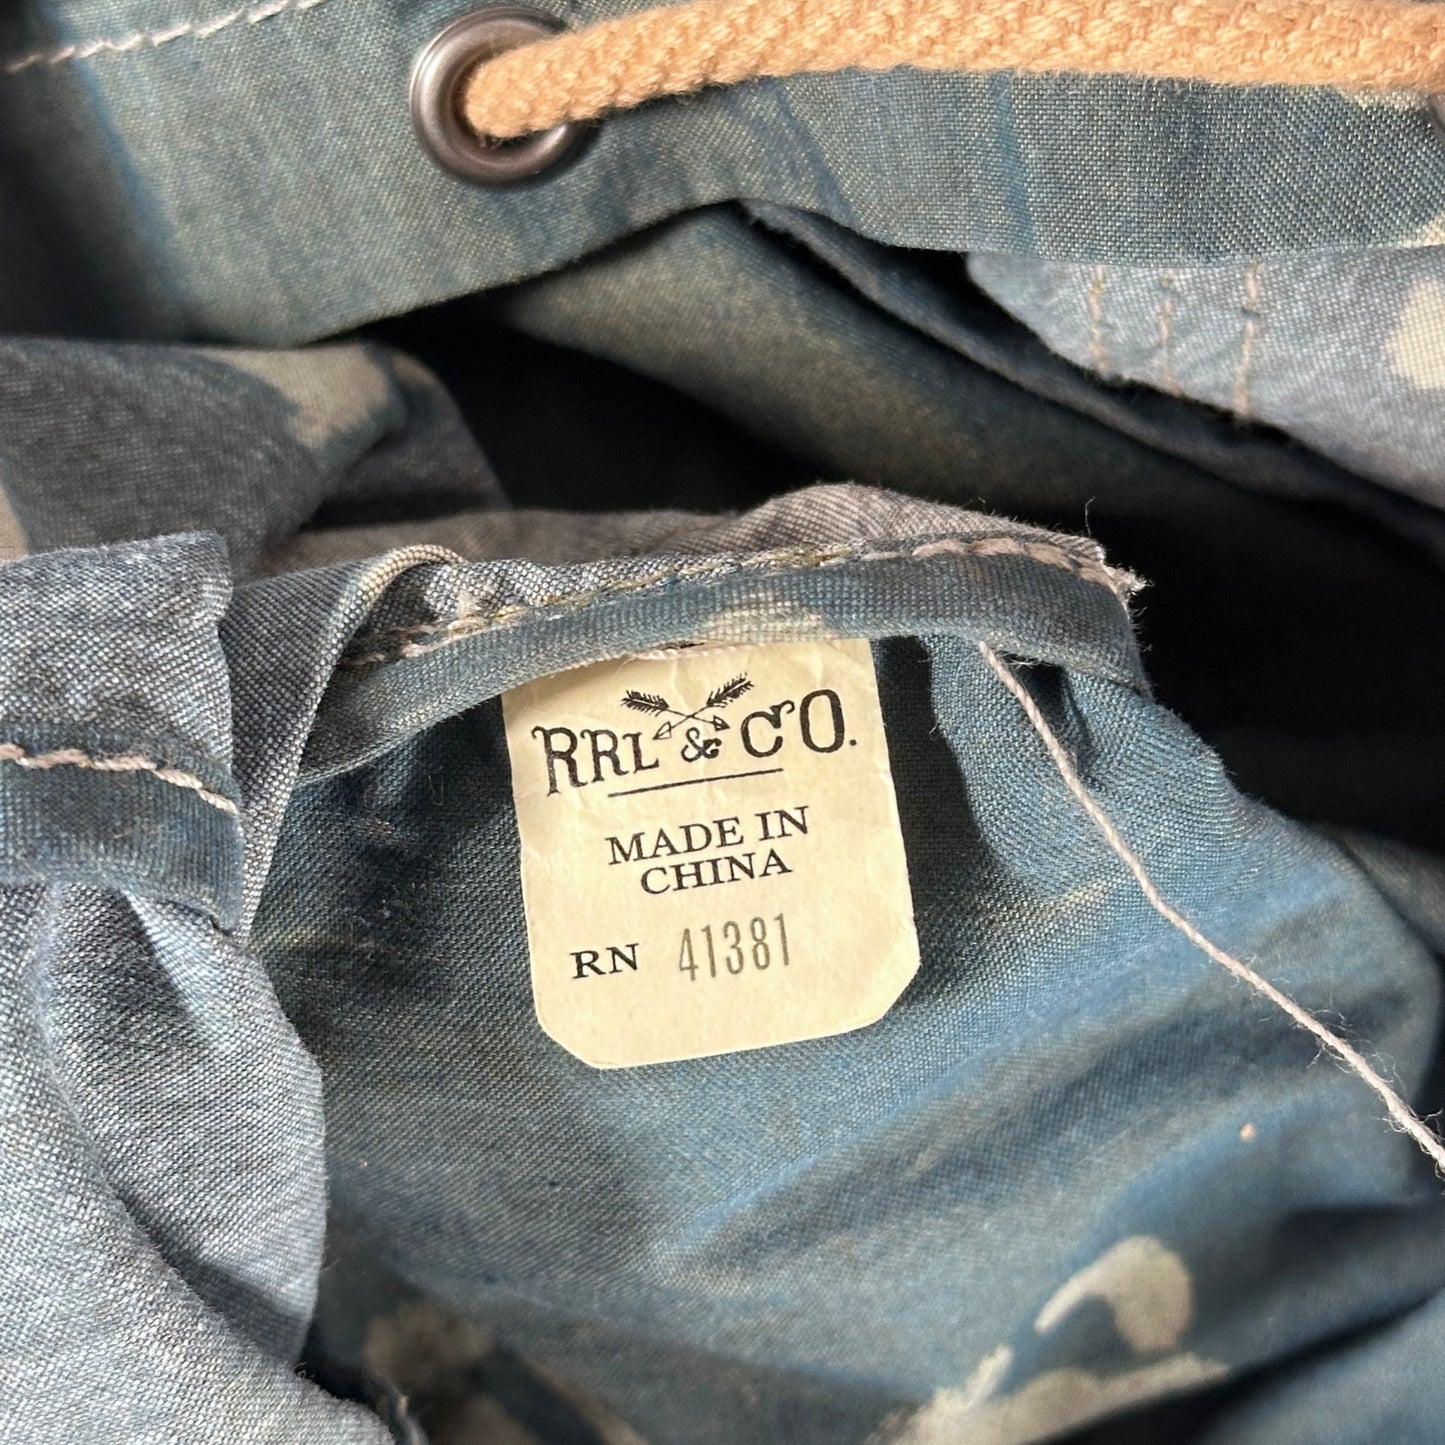 RRL & CO.
MADE IN
CHINA
RN 41381